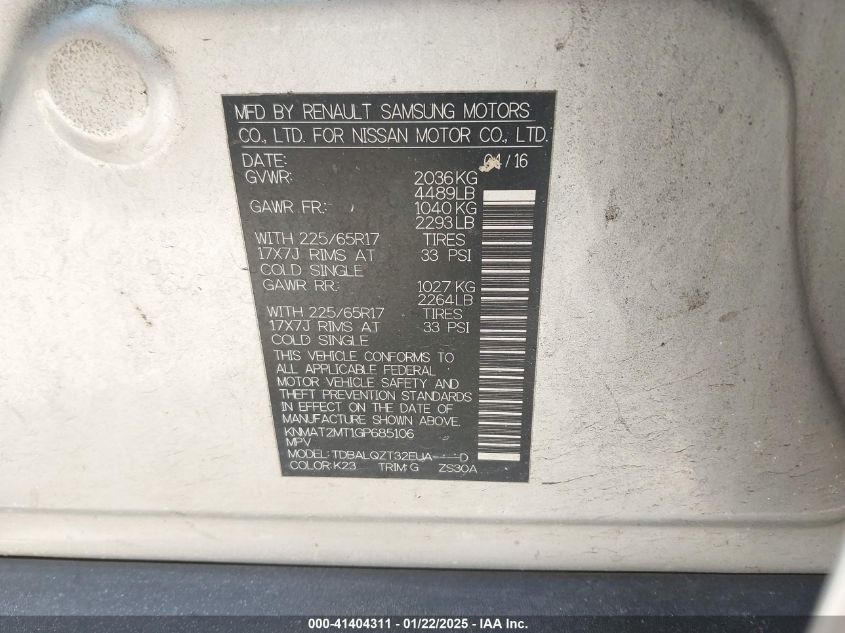 MFD BY RENAULT SAMSUNG MOTORS
CO., LTD. FOR NISSAN MOTOR CO., LTD.
DATE: 04/16
GVWR: 2036KG
4489LB
GAWR FR: 1040KG
2293LB
WITH 225/65R17 TIRES
17X7J RIMS AT 33 PSI
COLD SINGLE
GAWR RR: 1027KG
2264LB
WITH 225/65R17 TIRES
17X7J RIMS AT 33 PSI
COLD SINGLE
THIS VEHICLE CONFORMS TO
ALL APPLICABLE FEDERAL
MOTOR VEHICLE SAFETY AND
THEFT PREVENTION STANDARDS
IN EFFECT ON THE DATE OF
MANUFACTURE SHOWN ABOVE.
KNMAT2MT1GP685106
MPV
MODEL: TDBALQZT32EUA----D
COLOR: K23 TRIM: G ZS30A
000-41404311 - 01/22/2025 - IAA Inc.